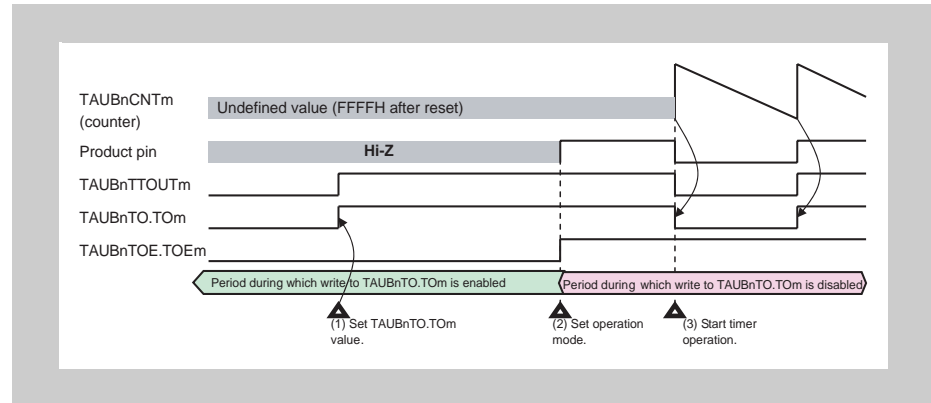 TAUBnCNTm
(counter)
Undefined value (FFFFH after reset)
Product pin
Hi-Z
TAUBnTTOUTm
TAUBnTO.TOm
TAUBnTOE.TOEm
Period during which write to TAUBnTO.TOm is enabled
Period during which write to TAUBnTO.TOm is disabled
(1) Set TAUBnTO.TOm
value.
(2) Set operation
mode.
(3) Start timer
operation.